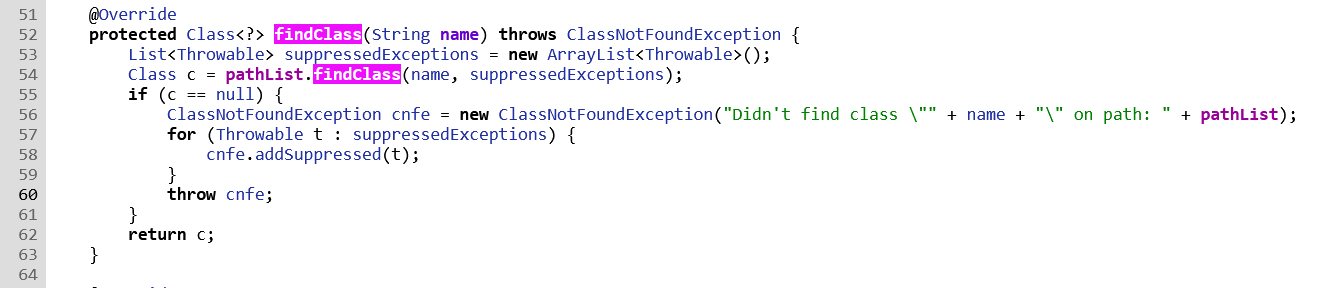 51 @Override
52 protected Class<?> findClass(String name) throws ClassNotFoundException {
53 List<Throwable> suppressedExceptions = new ArrayList<Throwable>();
54 Class c = pathList.findClass(name, suppressedExceptions);
55 if (c == null) {
56 ClassNotFoundException cnfe = new ClassNotFoundException("Didn't find class \"" + name + "\" on path: " + pathList);
57 for (Throwable t : suppressedExceptions) {
58 cnfe.addSuppressed(t);
59 }
60 throw cnfe;
61 }
62 return c;
63 }
64